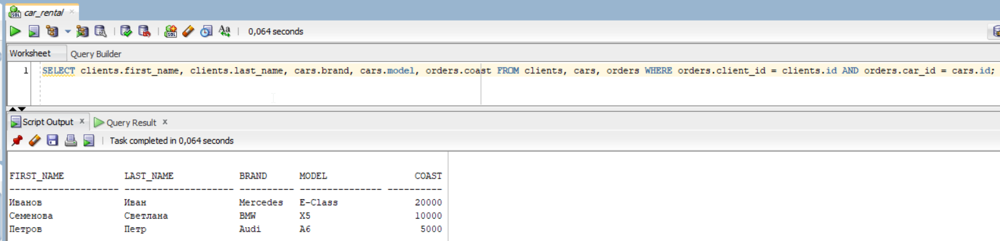 car_rental
0,064 seconds
Worksheet Query Builder
1 SELECT clients.first_name, clients.last_name, cars.brand, cars.model, orders.coast FROM clients, cars, orders WHERE orders.client_id = clients.id AND orders.car_id = cars.id;
Script Output x Query Result x
Task completed in 0,064 seconds
FIRST_NAME LAST_NAME BRAND MODEL COAST
-------------------- -------------------- ---------- --------------- ----------
Иванов Иван Mercedes E-Class 20000
Семенова Светлана BMW X5 10000
Петров Петр Audi A6 5000